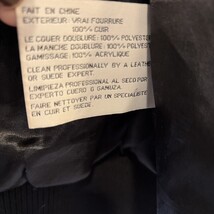 FAIT EN CHINE
EXTERIEUR: VRAI FOURRURE
100% CUIR
LE COUER DOUBLURE: 100% POLYESTER
LA MANCHE DOUBLURE: 100% POLYESTER
GARNISSAGE: 100% ACRYLIQUE
CLEAN PROFESSIONALLY BY A LEATHER
OR SUEDE EXPERT
LIMPIEZA PROFESIONAL AL SECO POR
EXPERTO CUERO O GAMUZA
FAIRE NETTOYER PAR UN SPECIALISTE
EN CUIR ET SUEDE